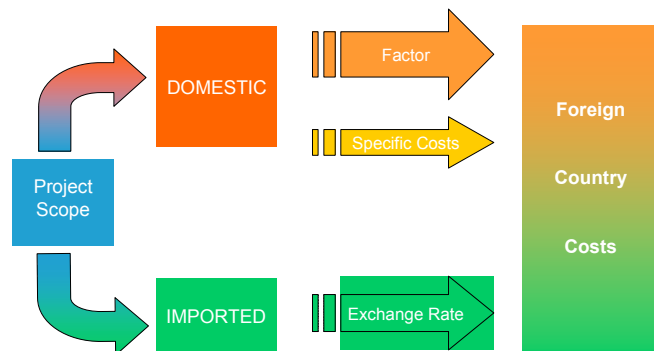 Factor
DOMESTIC
Foreign
Specific Costs
Project
Scope
Country
Costs
IMPORTED
Exchange Rate